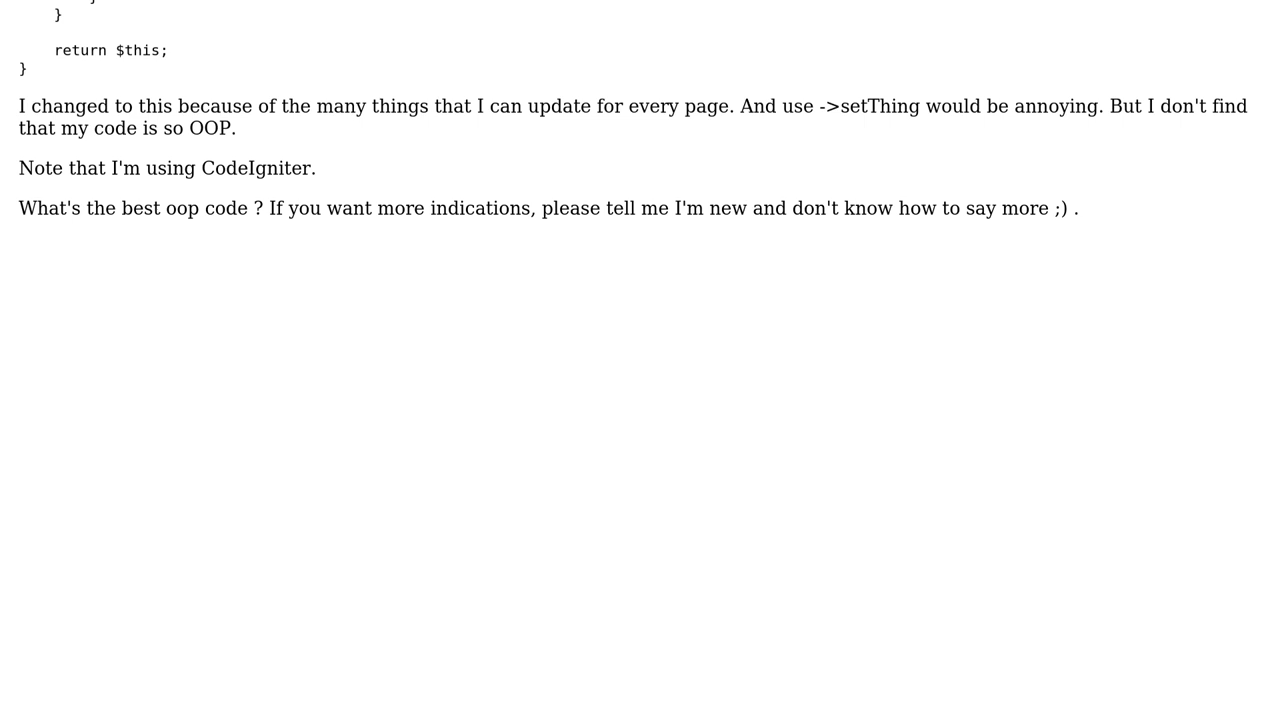 }

    return $this;
}
I changed to this because of the many things that I can update for every page. And use ->setThing would be annoying. But I don't find
that my code is so OOP.
Note that I'm using CodeIgniter.
What's the best oop code ? If you want more indications, please tell me I'm new and don't know how to say more ;) .